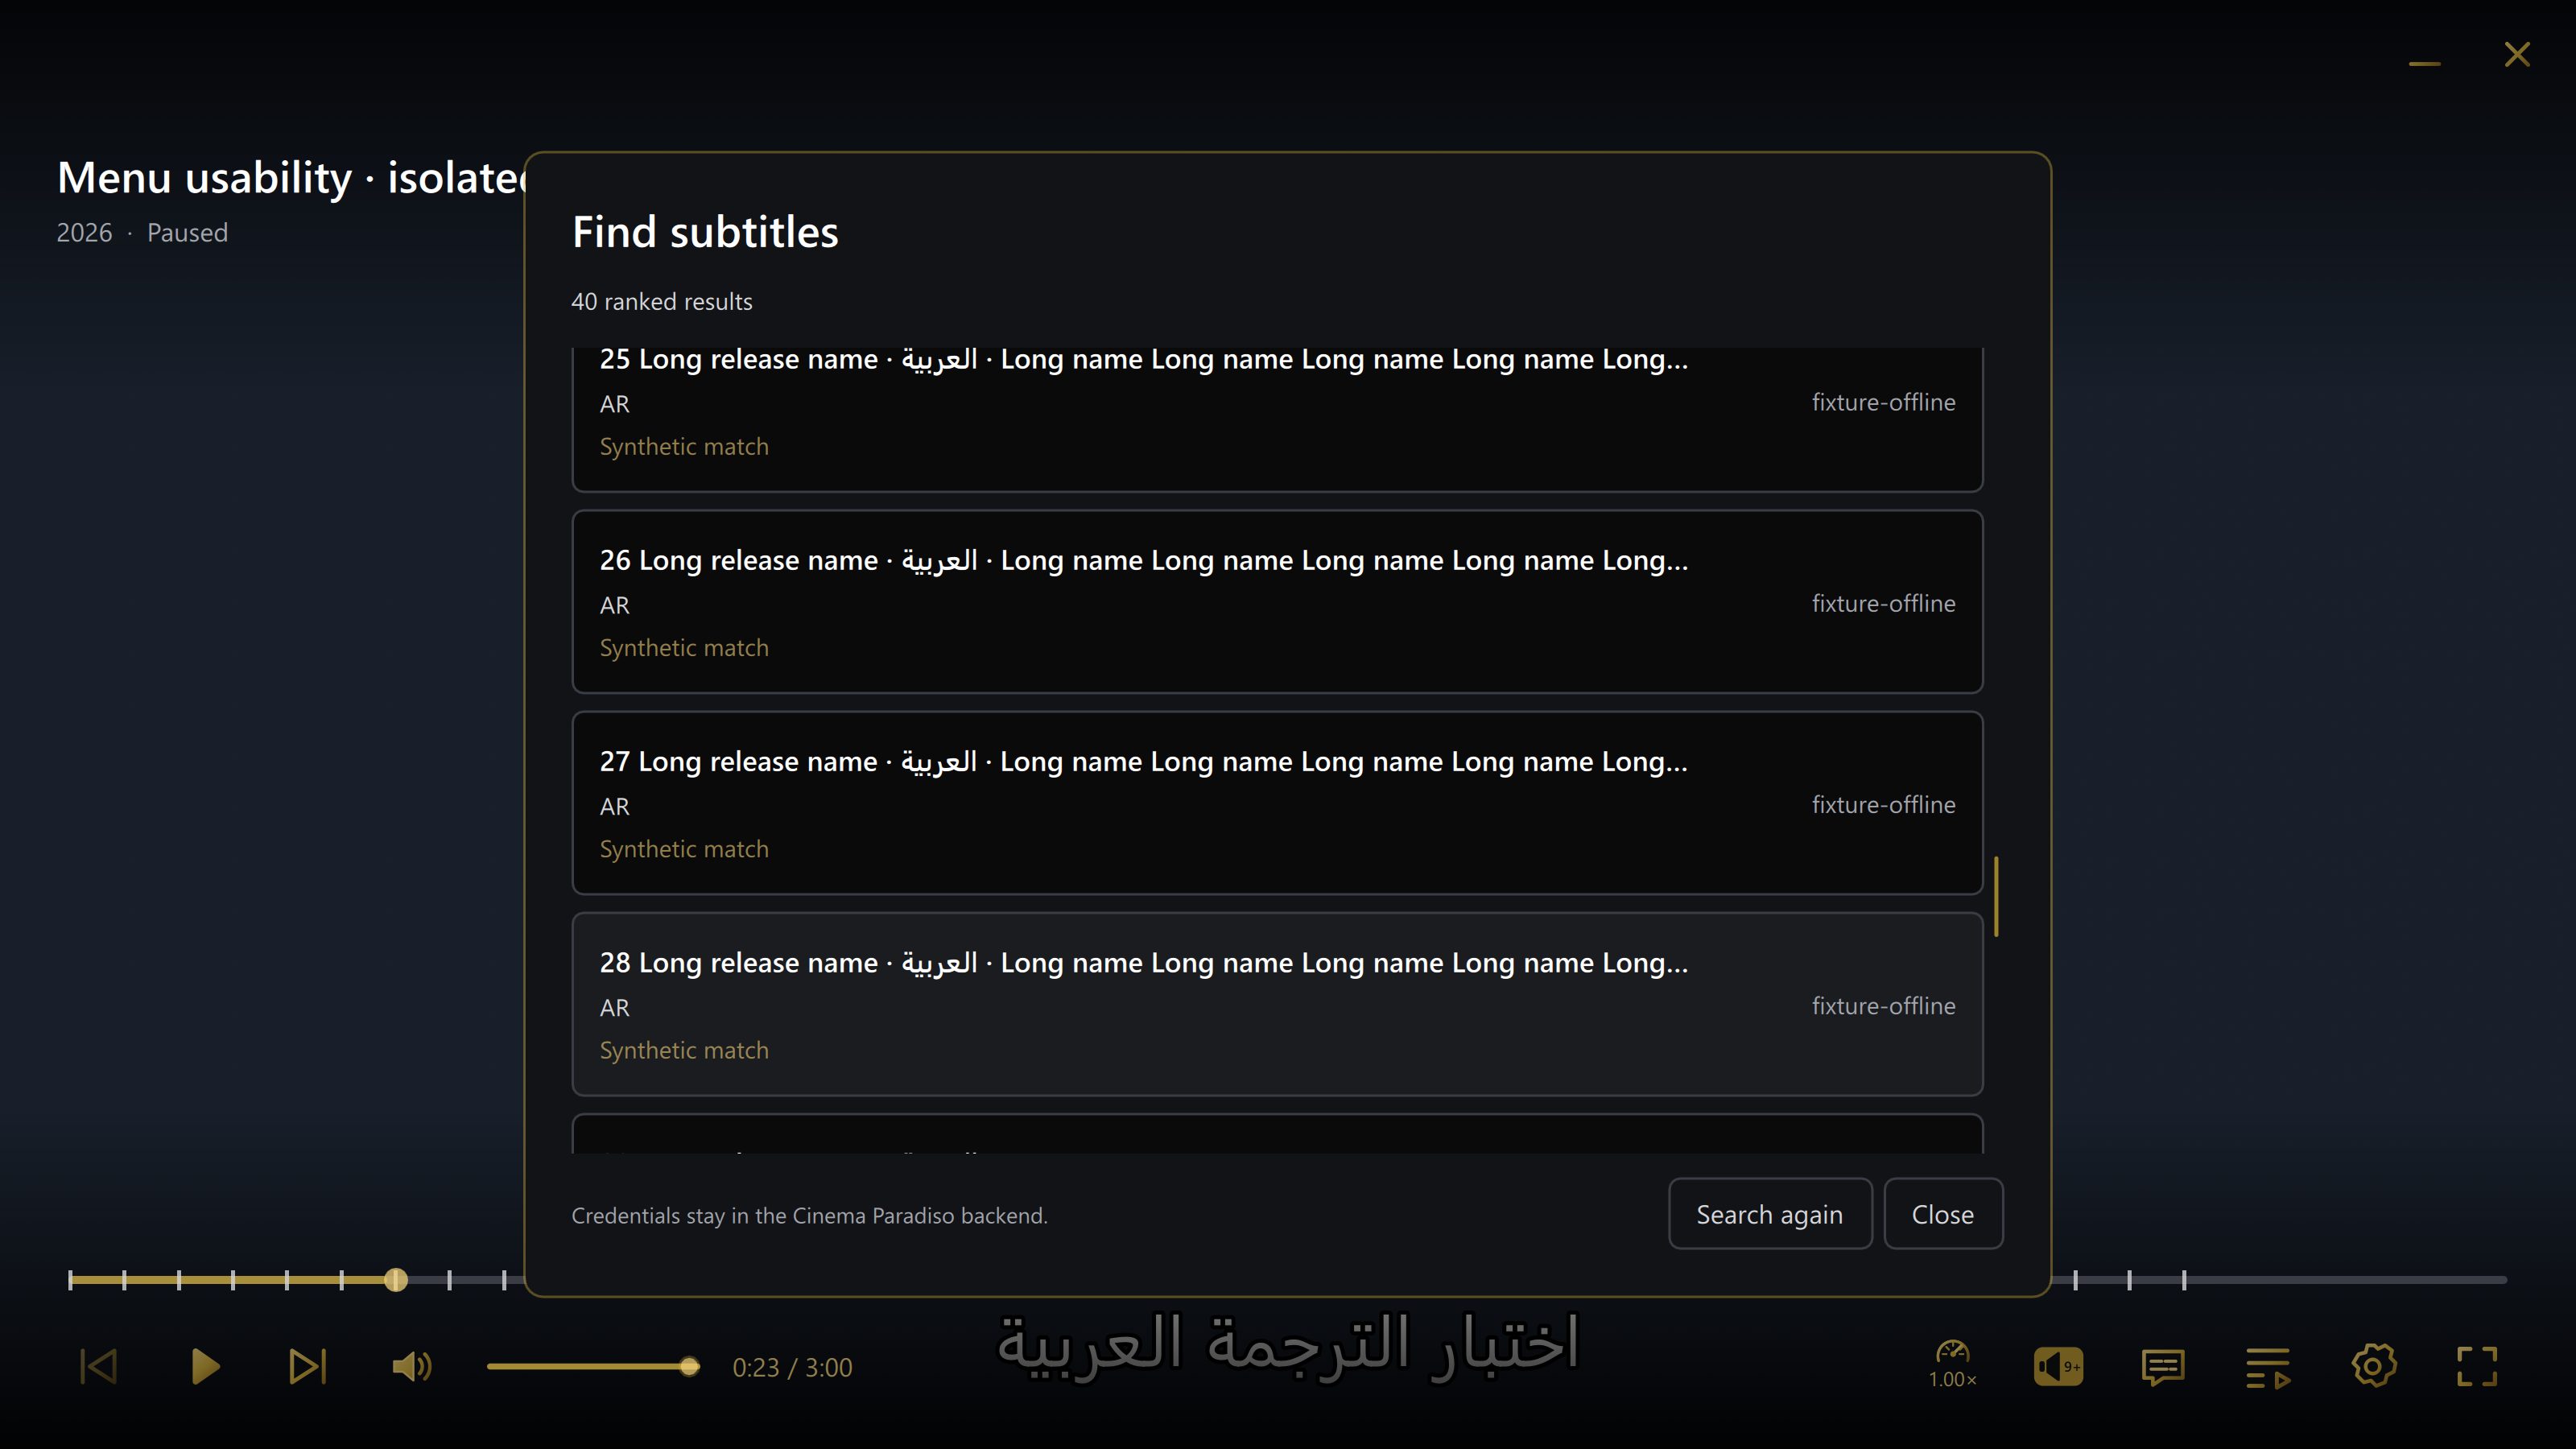 Menu usability · isolated
2026 · Paused
Find subtitles
40 ranked results
25 Long release name · العربية · Long name Long name Long name Long name Long...
AR
fixture-offline
Synthetic match
26 Long release name · العربية · Long name Long name Long name Long name Long...
AR
fixture-offline
Synthetic match
27 Long release name · العربية · Long name Long name Long name Long name Long...
AR
fixture-offline
Synthetic match
28 Long release name · العربية · Long name Long name Long name Long name Long...
AR
fixture-offline
Synthetic match
Credentials stay in the Cinema Paradiso backend.
Search again
Close
اختبار الترجمة العربية
0:23 / 3:00
1.00×
9+